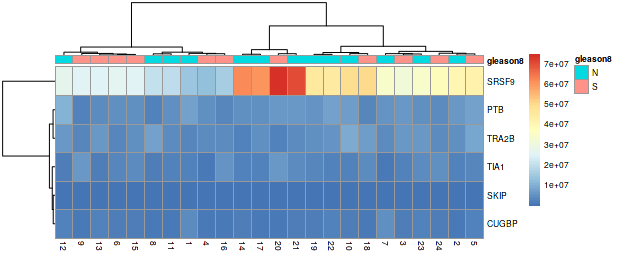 gleason8
gleason8
SRSF9
PTB
TRA2B
TIA1
SKIP
CUGBP
7e+07
6e+07
5e+07
4e+07
3e+07
2e+07
1e+07
N
S
12 9 13 6 15 8 11 1 4 16 14 17 20 21 19 22 10 18 7 3 23 24 2 5